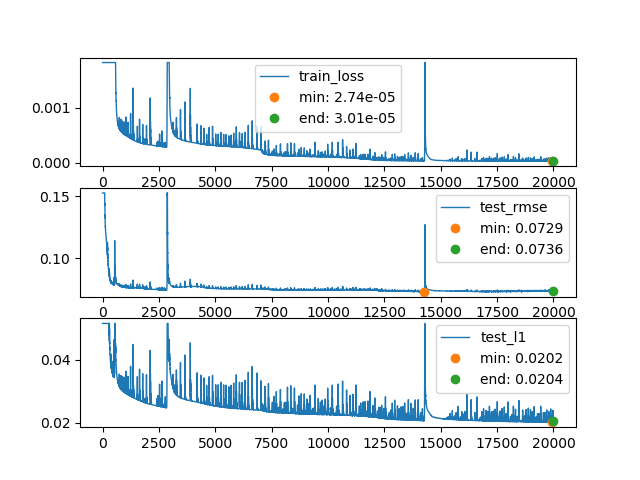 train_loss
min: 2.74e-05
end: 3.01e-05
0.001
0.000
0 2500 5000 7500 10000 12500 15000 17500 20000
0.15
test_rmse
min: 0.0729
end: 0.0736
0.10
0 2500 5000 7500 10000 12500 15000 17500 20000
test_l1
min: 0.0202
end: 0.0204
0.04
0.02
0 2500 5000 7500 10000 12500 15000 17500 20000